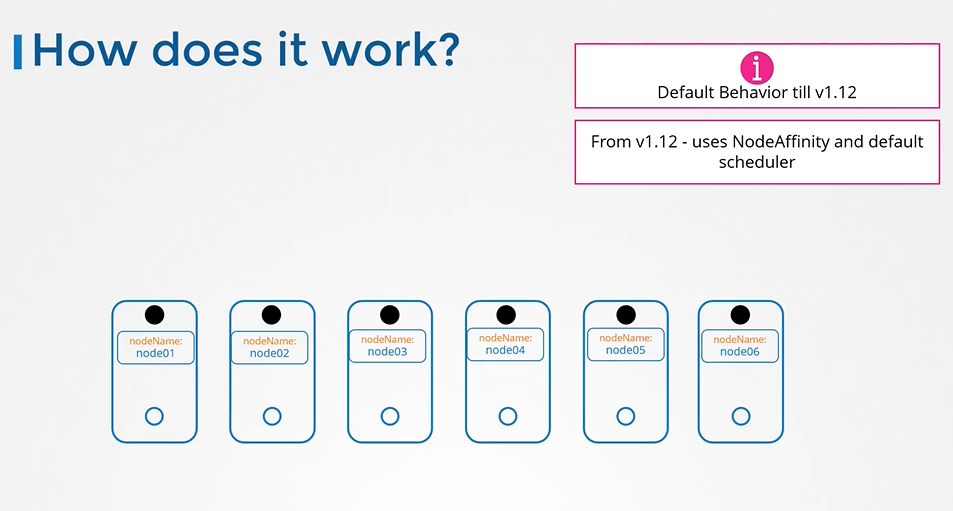 How does it work?
i
Default Behavior till v1.12
From v1.12 - uses NodeAffinity and default
scheduler
nodeName:
node01
nodeName:
node02
nodeName:
node03
nodeName:
node04
nodeName:
node05
nodeName:
node06